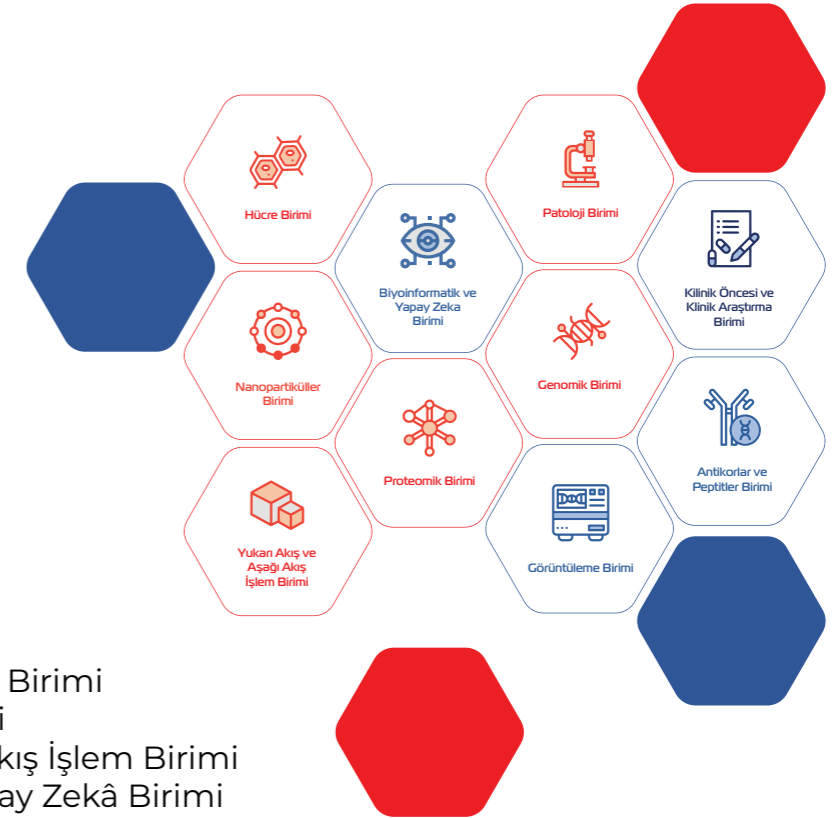 Hücre Birimi
Patoloji Birimi
Biyoinformatik ve
Yapay Zeka
Birimi
Kilinik Öncesi ve
Klinik Araştırma
Birimi
Nanopartiküller
Birimi
Genomik Birimi
Proteomik Birimi
Antikorlar ve
Peptitler Birimi
Yukarı Akış ve
Aşağı Akış
İşlem Birimi
Görüntüleme Birimi
Birimi
kış İşlem Birimi
ay Zekâ Birimi